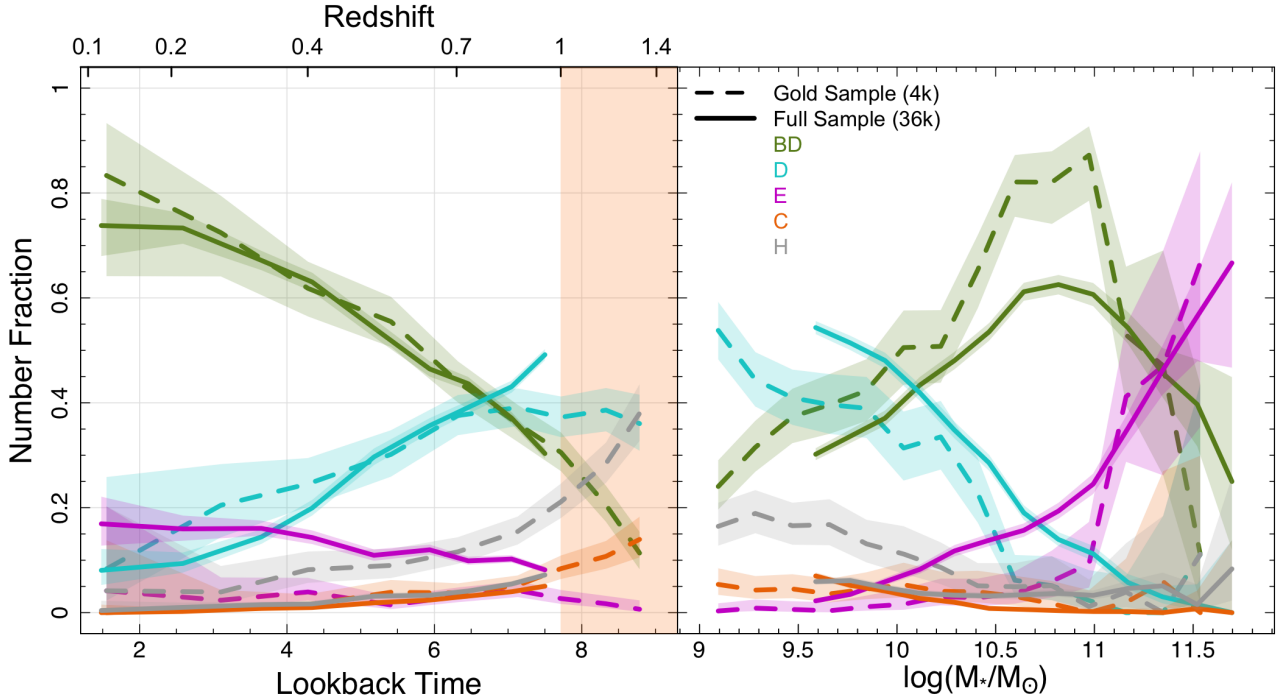 Redshift
0.1 0.2 0.4 0.7 1 1.4
Number Fraction
1
0.8
0.6
0.4
0.2
0
2 4 6 8
Lookback Time
Gold Sample (4k)
Full Sample (36k)
BD
D
E
C
H
9 9.5 10 10.5 11 11.5
log(M*/M⊙)